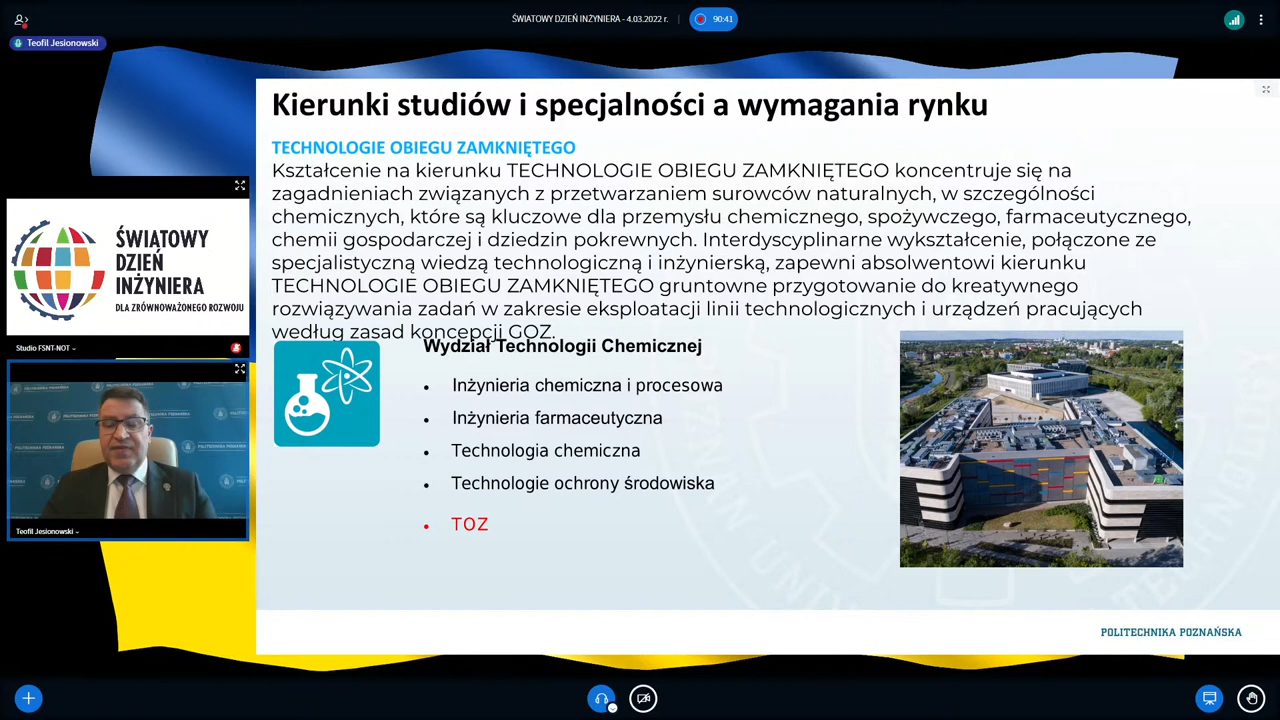 ŚWIATOWY DZIEŃ INŻYNIERA - 4.03.2022 r.
90:41
Teofil Jesionowski
Kierunki studiów i specjalności a wymagania rynku
TECHNOLOGIE OBIEGU ZAMKNIĘTEGO
Kształcenie na kierunku TECHNOLOGIE OBIEGU ZAMKNIĘTEGO koncentruje się na
zagadnieniach związanych z przetwarzaniem surowców naturalnych, w szczególności
chemicznych, które są kluczowe dla przemysłu chemicznego, spożywczego, farmaceutycznego,
chemii gospodarczej i dziedzin pokrewnych. Interdyscyplinarne wykształcenie, połączone ze
specjalistyczną wiedzą technologiczną i inżynierską, zapewni absolwentowi kierunku
TECHNOLOGIE OBIEGU ZAMKNIĘTEGO gruntowne przygotowanie do kreatywnego
rozwiązywania zadań w zakresie eksploatacji linii technologicznych i urządzeń pracujących
według zasad koncepcji GOZ.
Wydział Technologii Chemicznej
• Inżynieria chemiczna i procesowa
• Inżynieria farmaceutyczna
• Technologia chemiczna
• Technologie ochrony środowiska
• TOZ
POLITECHNIKA POZNAŃSKA
ŚWIATOWY
DZIEŃ
INŻYNIERA
DLA ZRÓWNOWAŻONEGO ROZWOJU
Studio FSNT-NOT
POLITECHNIKA POZNAŃSKA
Teofil Jesionowski